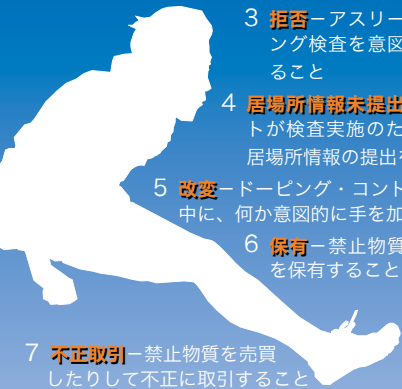 3 拒否－アスリー
ング検査を意図
ること
4 居場所情報未提出
トが検査実施のた
居場所情報の提出を
5 改変－ドーピング・コント
中に、何か意図的に手を加
6 保有－禁止物質
を保有すること
7 不正取引－禁止物質を売買
したりして不正に取引すること